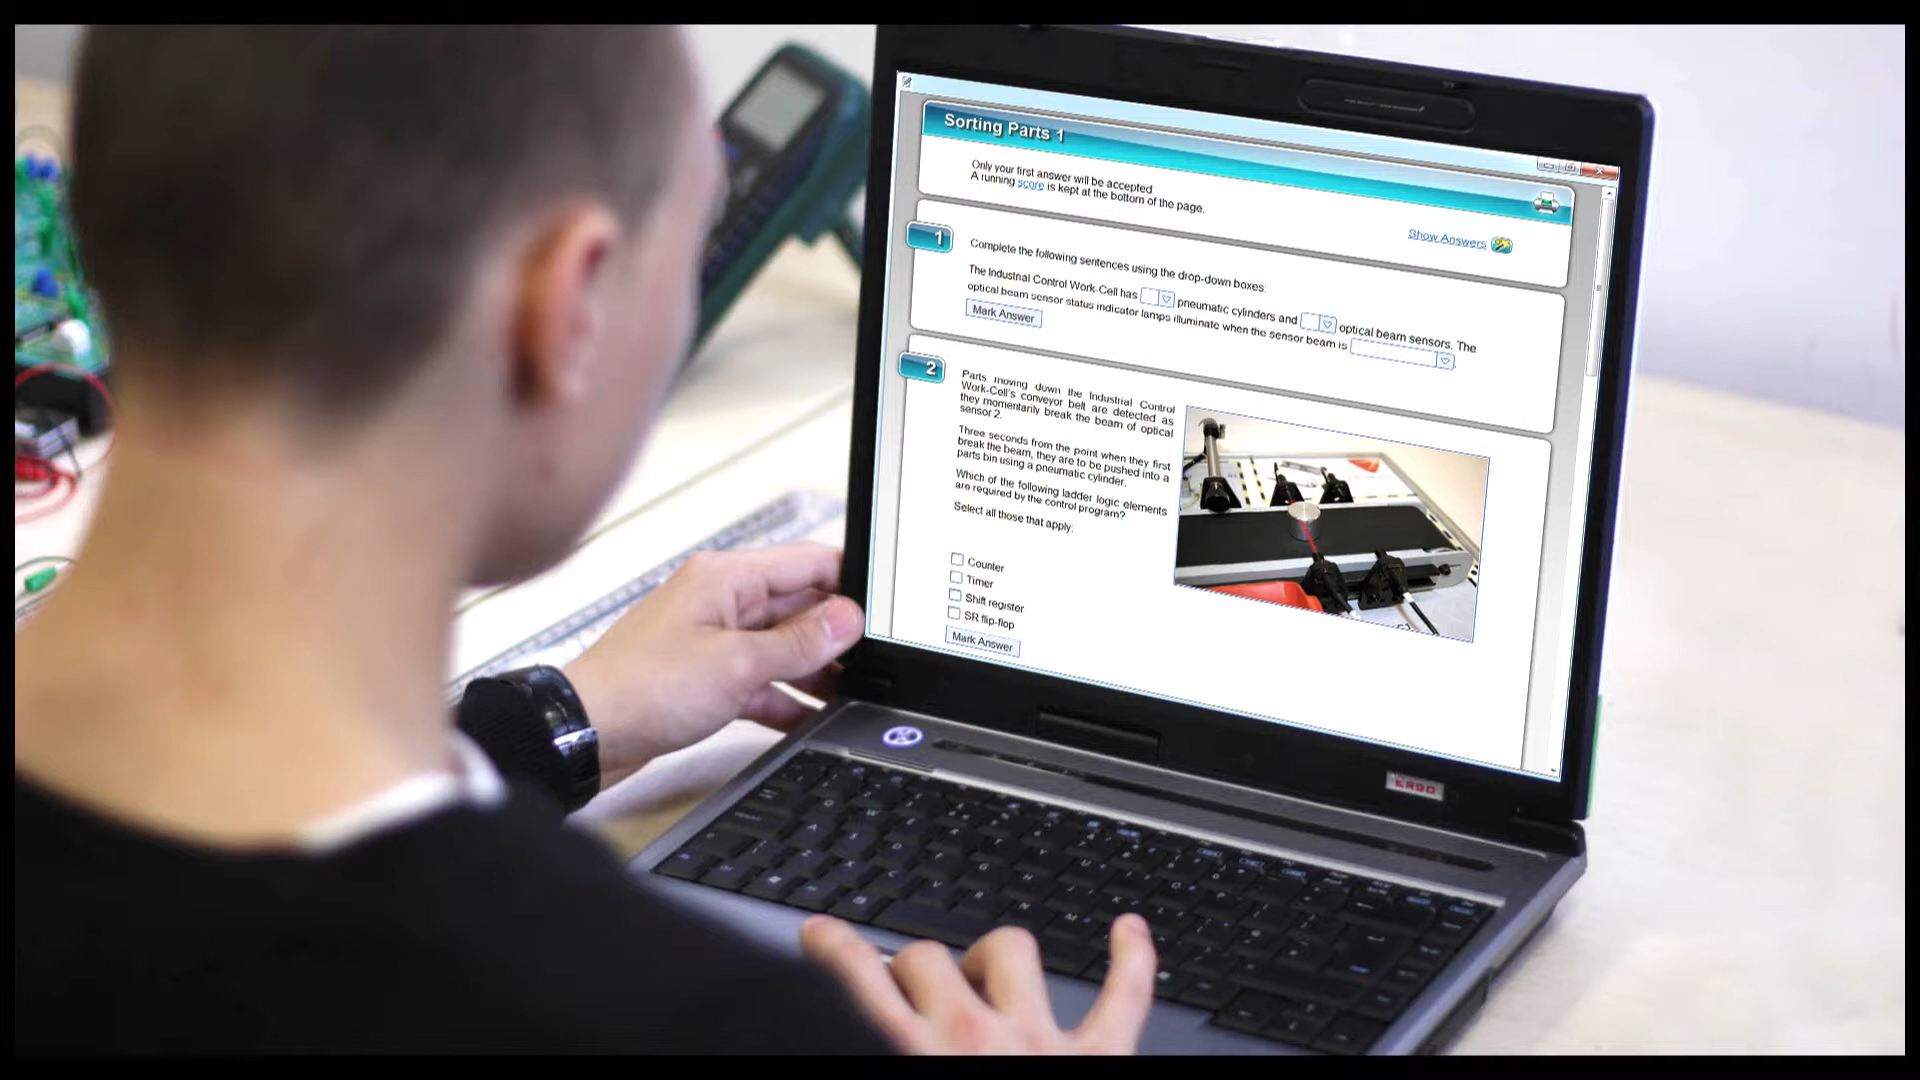 Sorting Parts 1
Only your first answer will be accepted
A running score is kept at the bottom of the page.
Show Answers
1
Complete the following sentences using the drop-down boxes:
The Industrial Control Work-Cell has pneumatic cylinders and optical beam sensors. The
optical beam sensor status indicator lamps illuminate when the sensor beam is .
Mark Answer
2
Parts moving down the Industrial Control
Work-Cell's conveyor belt are detected as
they momentarily break the beam of optical
sensor 2.
Three seconds from the point when they first
break the beam, they are to be pushed into a
parts bin using a pneumatic cylinder.
Which of the following ladder logic elements
are required by the control program?
Select all those that apply.
Counter
Timer
Shift register
SR flip-flop
Mark Answer
ERGO